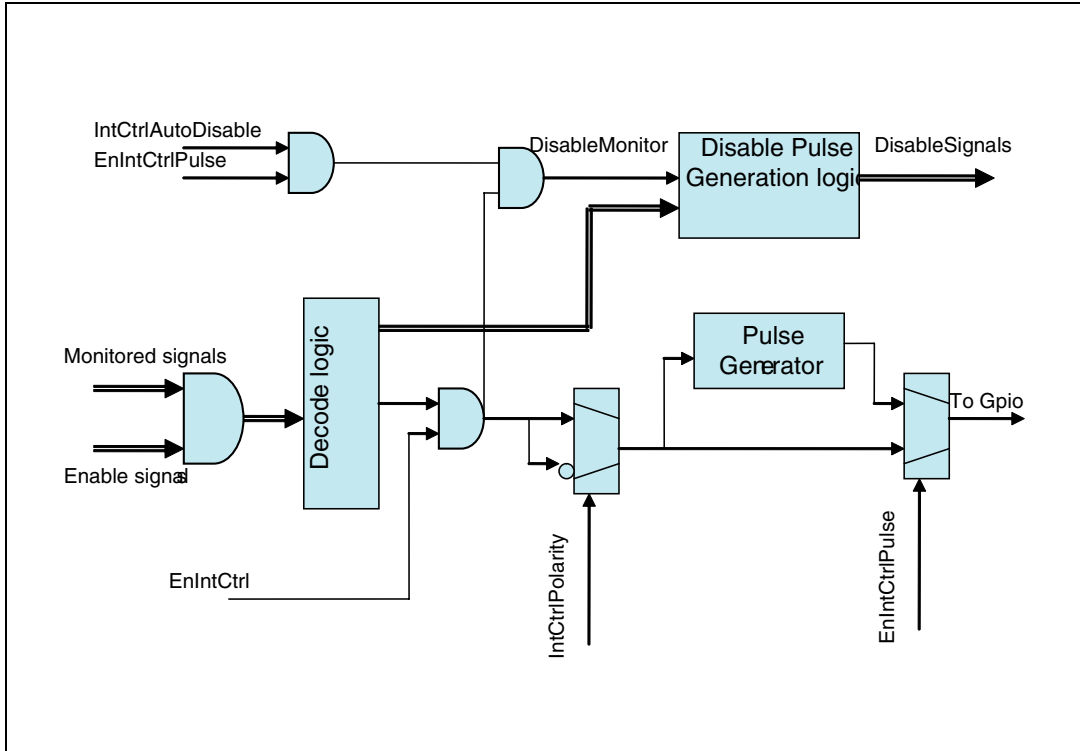 IntCtrlAutoDisable
EnIntCtrlPulse
DisableMonitor
Disable Pulse
Generation logic
DisableSignals
Monitored signals
Enable signals
Decode logic
Pulse
Generator
To Gpio
EnIntCtrl
IntCtrlPolarity
EnIntCtrlPulse